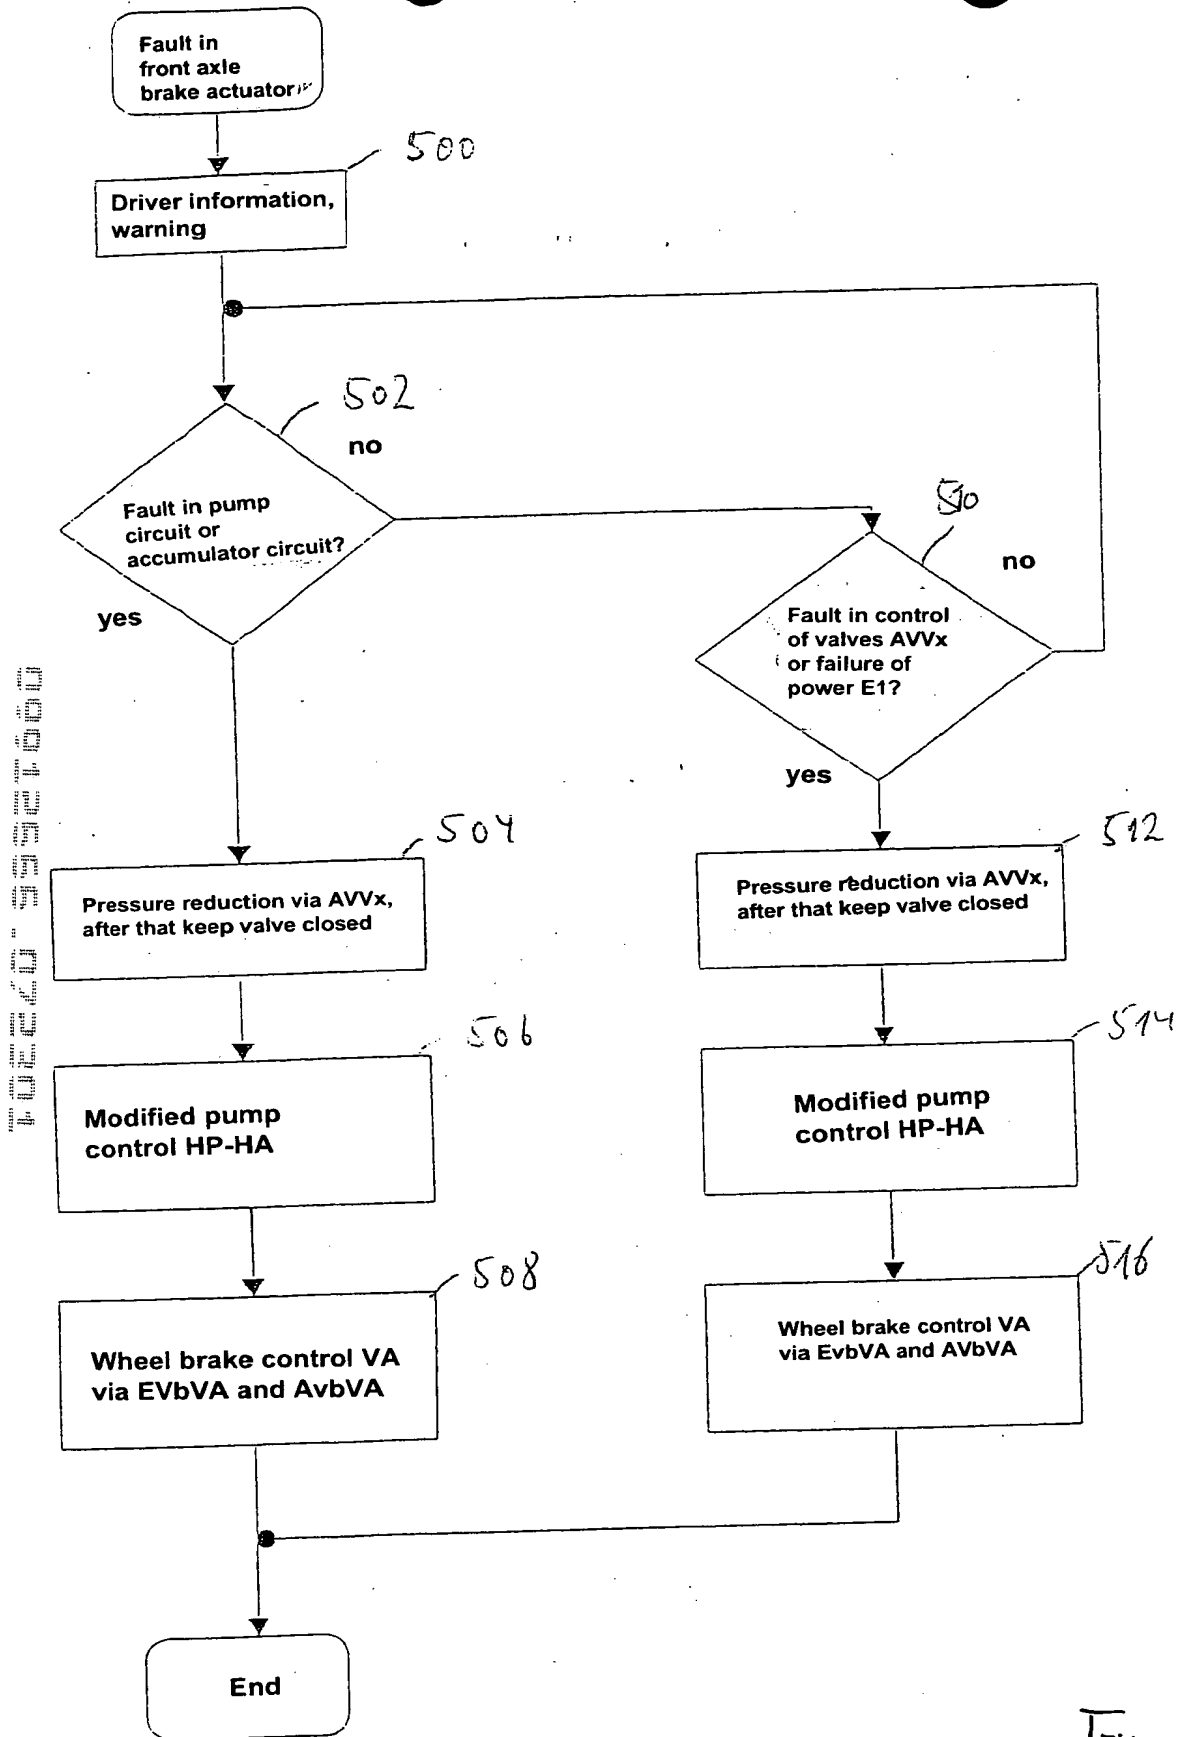 Fault in
front axle
brake actuator
500
Driver information,
warning
502
no
Fault in pump
circuit or
accumulator circuit?
yes
510
no
Fault in control
of valves AVVx
or failure of
power E1?
yes
504
Pressure reduction via AVVx,
after that keep valve closed
512
Pressure reduction via AVVx,
after that keep valve closed
506
Modified pump
control HP-HA
514
Modified pump
control HP-HA
508
Wheel brake control VA
via EVbVA and AvbVA
516
Wheel brake control VA
via EvbVA and AVbVA
End
09912555.072301